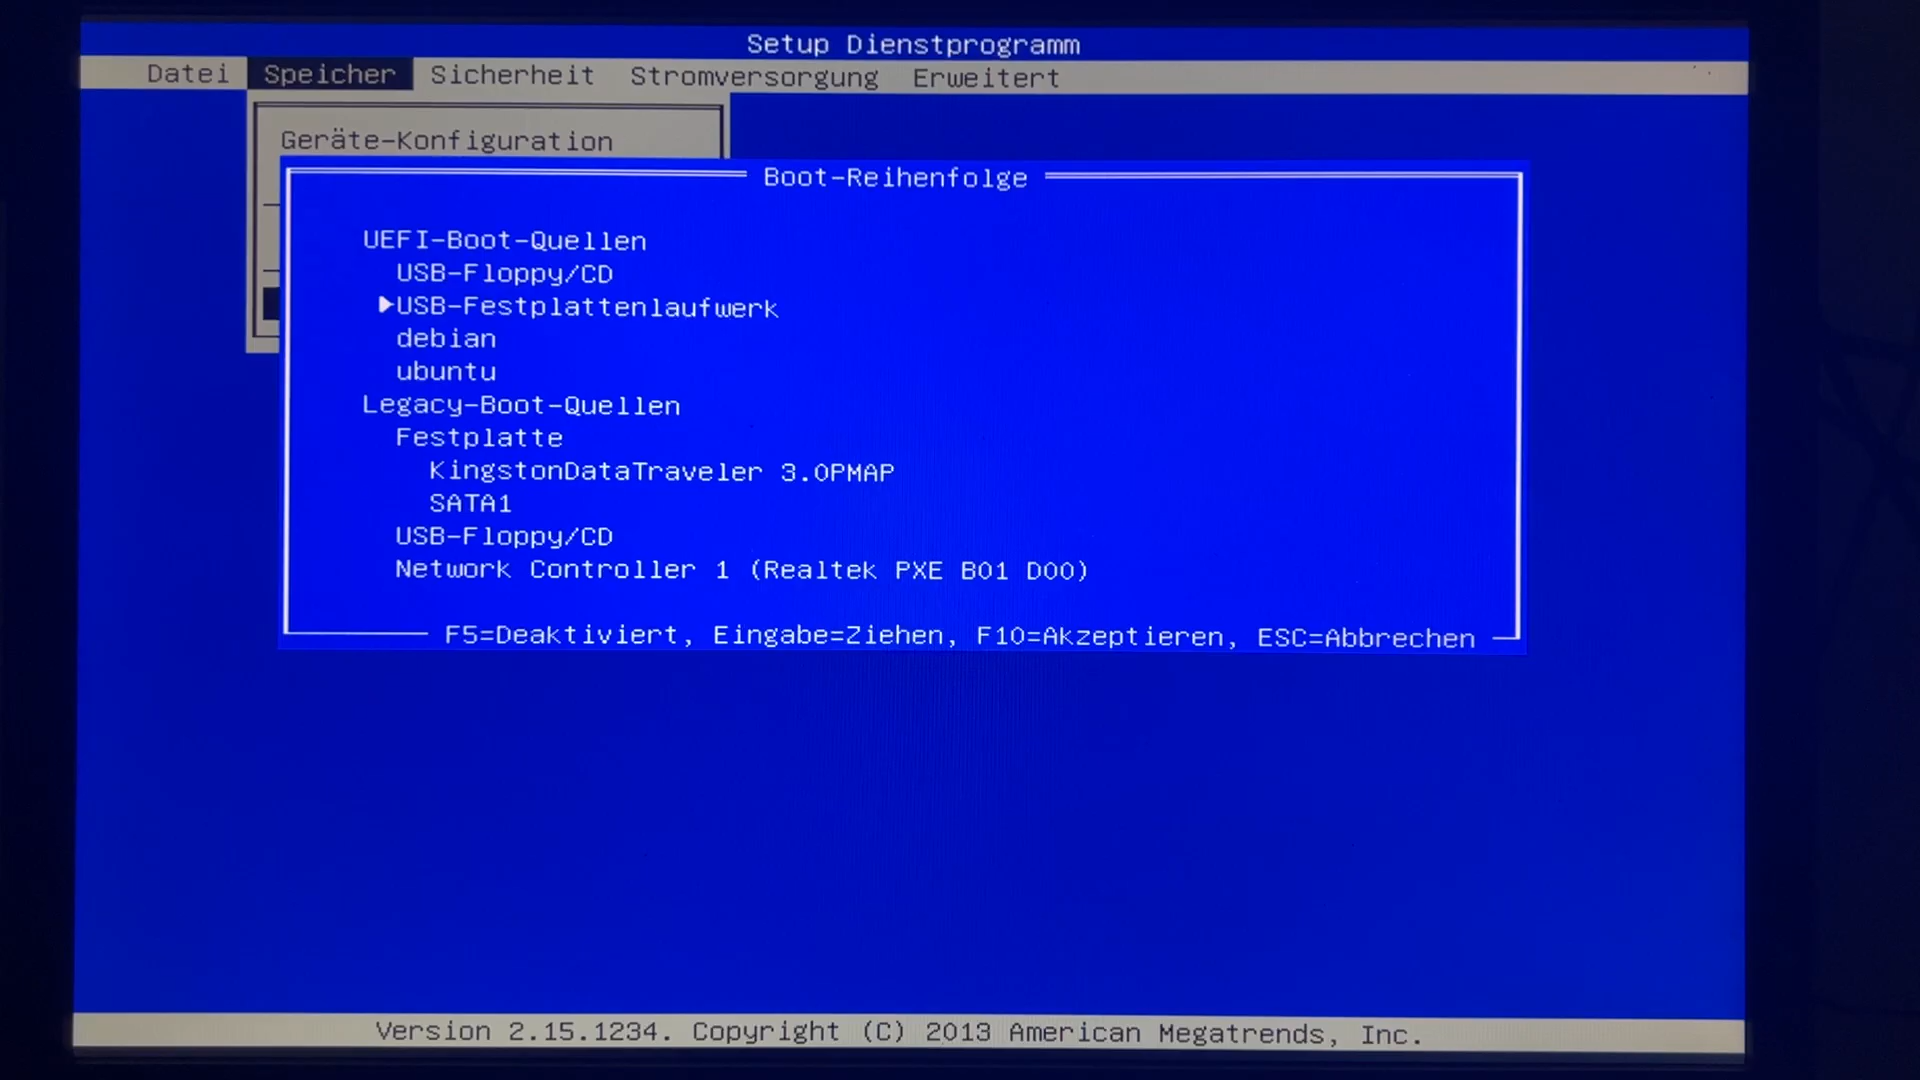 Setup Dienstprogramm
Datei Speicher Sicherheit Stromversorgung Erweitert
Geräte-Konfiguration
Boot-Reihenfolge
UEFI-Boot-Quellen
USB-Floppy/CD
USB-Festplattenlaufwerk
debian
ubuntu
Legacy-Boot-Quellen
Festplatte
KingstonDataTraveler 3.0PMAP
SATA1
USB-Floppy/CD
Network Controller 1 (Realtek PXE B01 D00)
F5=Deaktiviert, Eingabe=Ziehen, F10=Akzeptieren, ESC=Abbrechen
Version 2.15.1234. Copyright (C) 2013 American Megatrends, Inc.